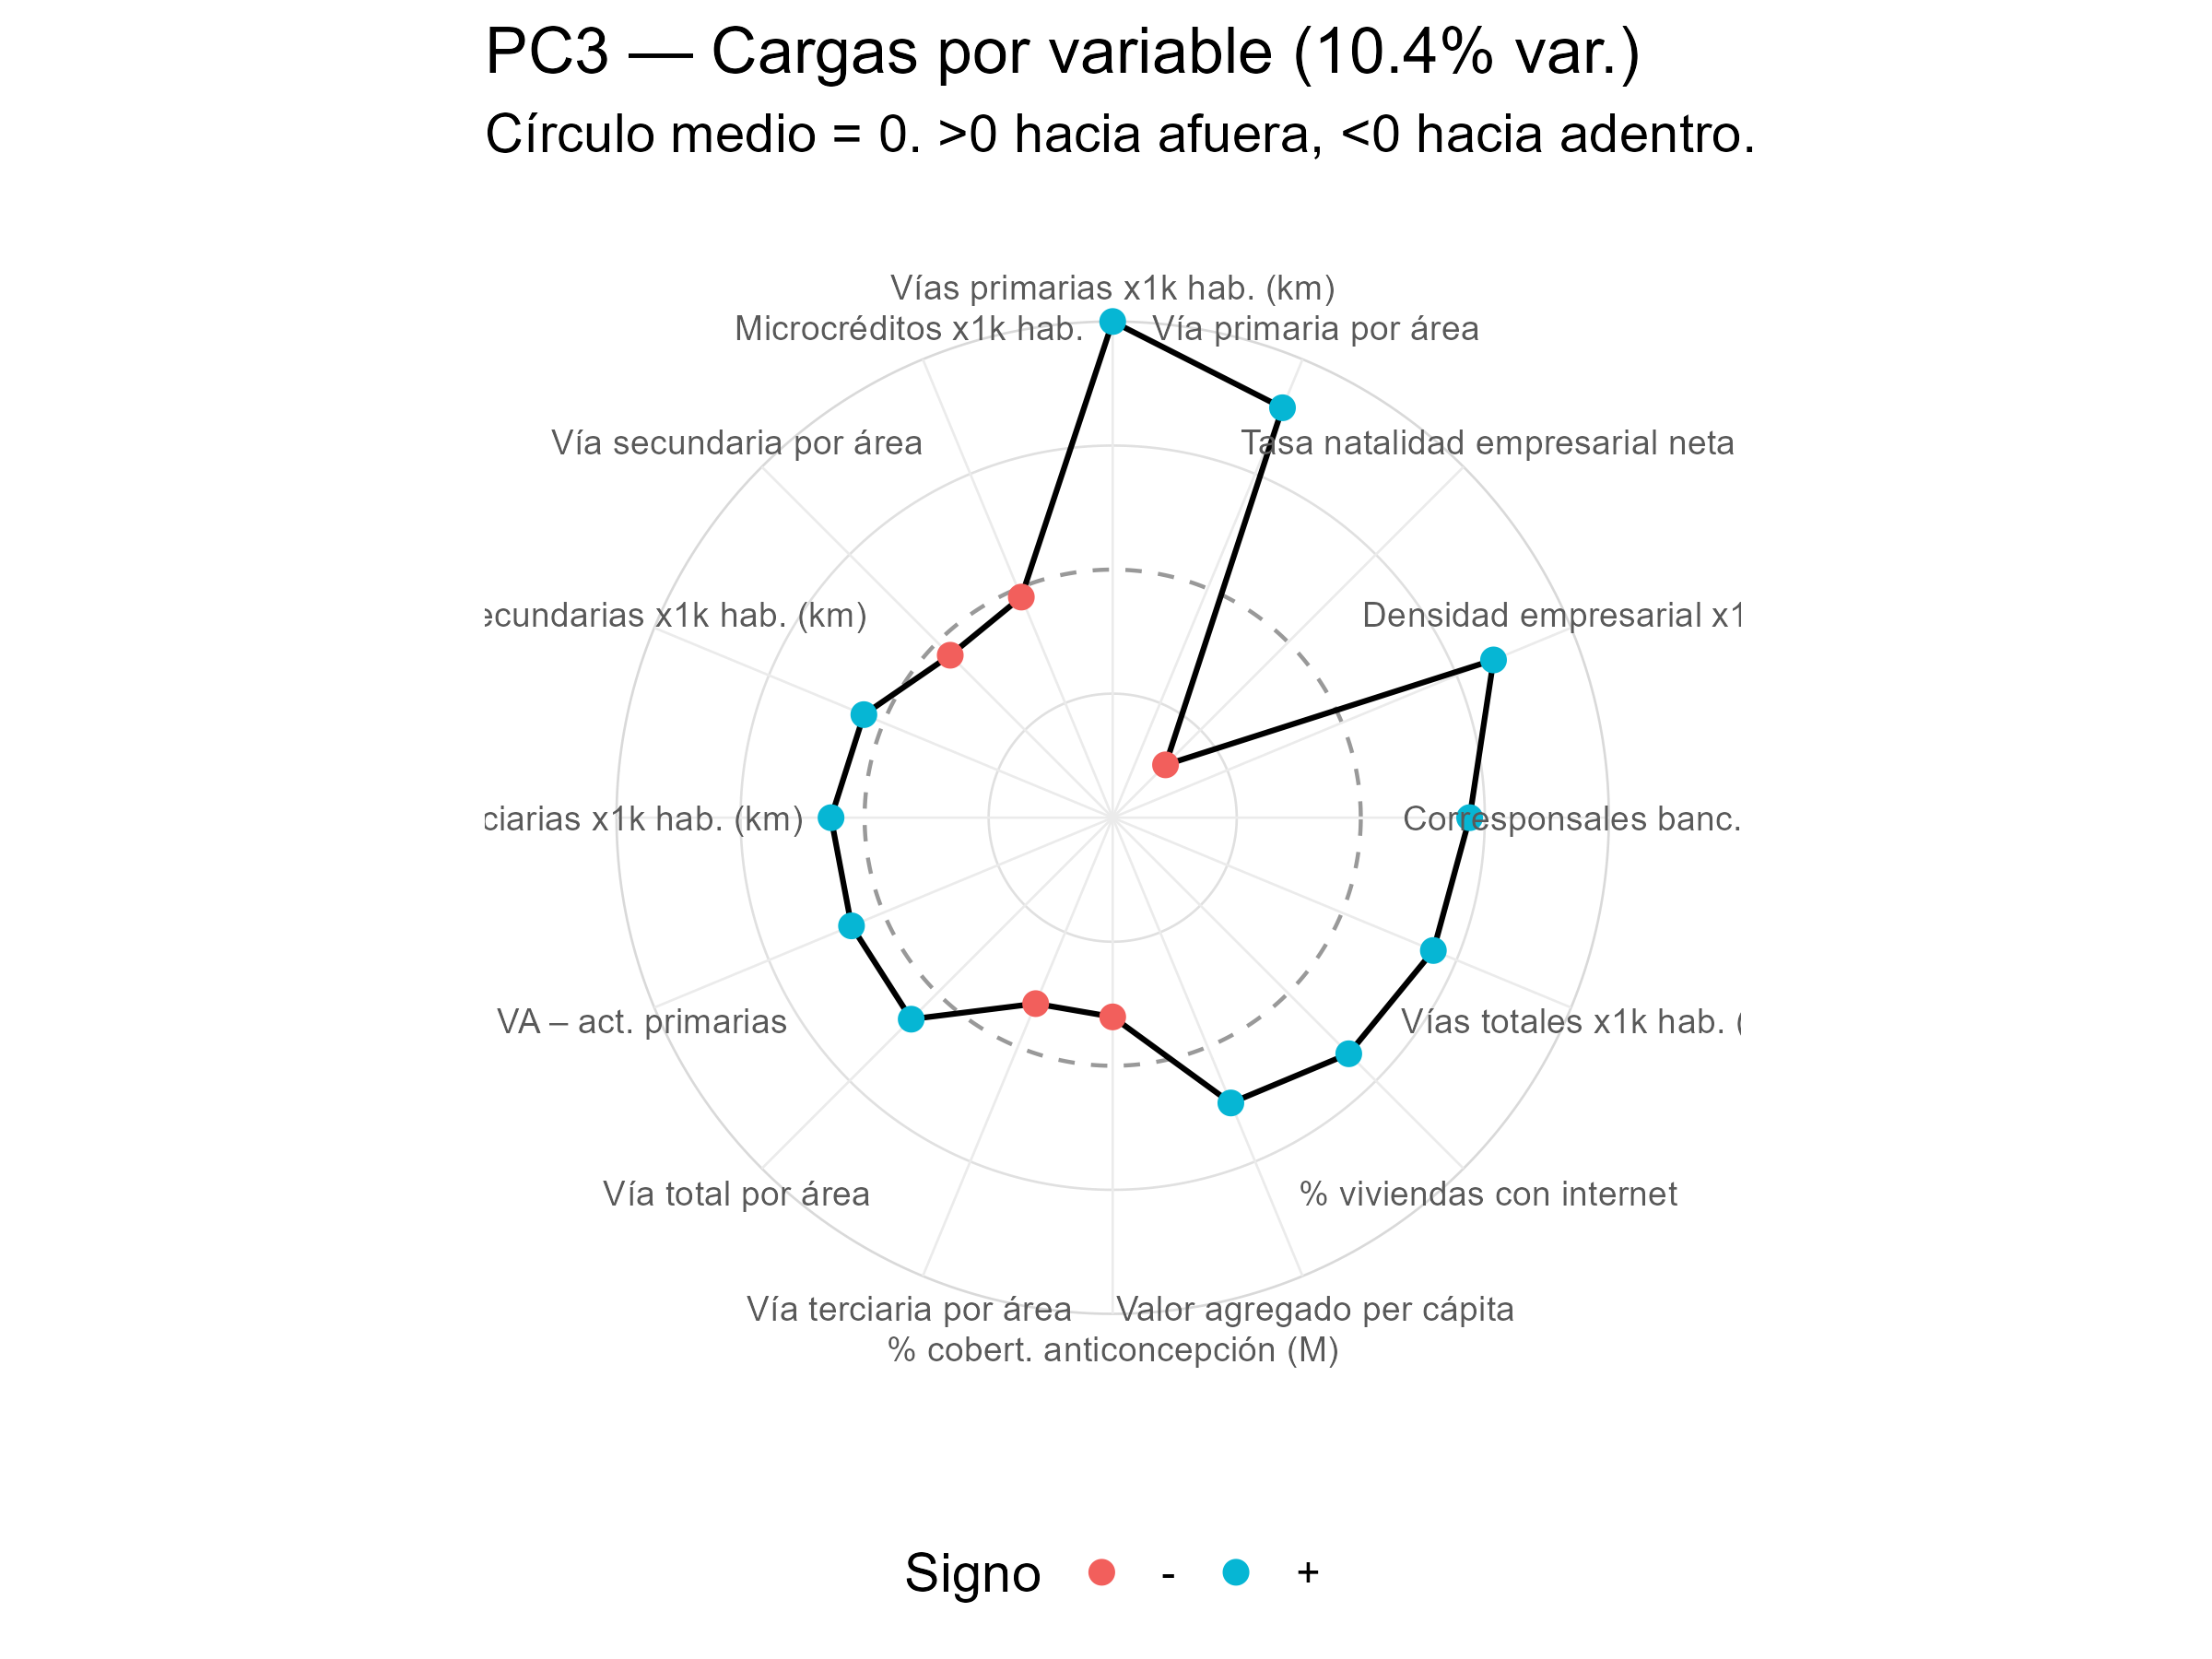 PC3 — Cargas por variable (10.4% var.)
Círculo medio = 0. >0 hacia afuera, <0 hacia adentro.
Vías primarias x1k hab. (km)
Microcréditos x1k hab.
Vía primaria por área
Vía secundaria por área
Tasa natalidad empresarial neta
ecundarias x1k hab. (km)
Densidad empresarial x1
ciarias x1k hab. (km)
Corresponsales banc.
VA – act. primarias
Vías totales x1k hab. (
Vía total por área
% viviendas con internet
Vía terciaria por área
Valor agregado per cápita
% cobert. anticoncepción (M)
Signo - +